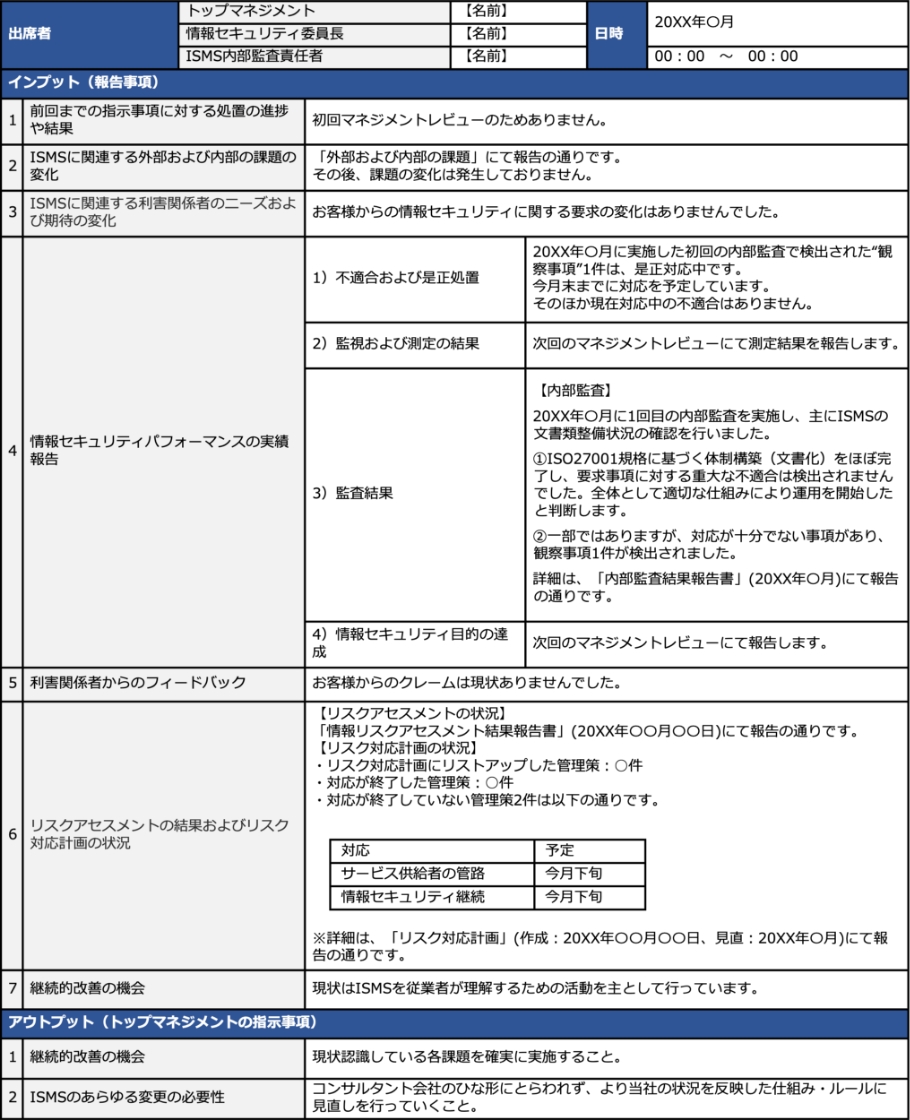 出席者
トップマネジメント 【名前】
情報セキュリティ委員長 【名前】
ISMS内部監査責任者 【名前】
日時
20XX年〇月
00：00　～　00：00
インプット（報告事項）
1
前回までの指示事項に対する処置の進捗
や結果
初回マネジメントレビューのためありません。
2
ISMSに関連する外部および内部の課題の
変化
「外部および内部の課題」にて報告の通りです。
その後、課題の変化は発生しておりません。
3
ISMSに関連する利害関係者のニーズおよ
び期待の変化
お客様からの情報セキュリティに関する要求の変化はありませんでした。
4
情報セキュリティパフォーマンスの実績
報告
1）不適合および是正処置
20XX年〇月に実施した初回の内部監査で検出された“観
察事項”1件は、是正対応中です。
今月末までに対応を予定しています。
そのほか現在対応中の不適合はありません。
2）監視および測定の結果
次回のマネジメントレビューにて測定結果を報告します。
3）監査結果
【内部監査】
20XX年〇月に1回目の内部監査を実施し、主にISMSの
文書類整備状況の確認を行いました。
①ISO27001規格に基づく体制構築（文書化）をほぼ完
了し、要求事項に対する重大な不適合は検出されません
でした。全体として適切な仕組みにより運用を開始した
と判断します。
②一部ではありますが、対応が十分でない事項があり、
観察事項1件が検出されました。
詳細は、「内部監査結果報告書」(20XX年〇月)にて報告
の通りです。
4）情報セキュリティ目的の達
成
次回のマネジメントレビューにて報告します。
5
利害関係者からのフィードバック
お客様からのクレームは現状ありませんでした。
6
リスクアセスメントの結果およびリスク
対応計画の状況
【リスクアセスメントの状況】
「情報リスクアセスメント結果報告書」(20XX年〇〇月〇〇日)にて報告の通りです。
【リスク対応計画の状況】
・リスク対応計画にリストアップした管理策：○件
・対応が終了した管理策：○件
・対応が終了していない管理策2件は以下の通りです。
対応 予定
サービス供給者の管路 今月下旬
情報セキュリティ継続 今月下旬
※詳細は、「リスク対応計画」(作成：20XX年〇〇月〇〇日、見直：20XX年〇月)にて報
告の通りです。
7
継続的改善の機会
現状はISMSを従業者が理解するための活動を主として行っています。
アウトプット（トップマネジメントの指示事項）
1
継続的改善の機会
現状認識している各課題を確実に実施すること。
2
ISMSのあらゆる変更の必要性
コンサルタント会社のひな形にとらわれず、より当社の状況を反映した仕組み・ルールに
見直しを行っていくこと。